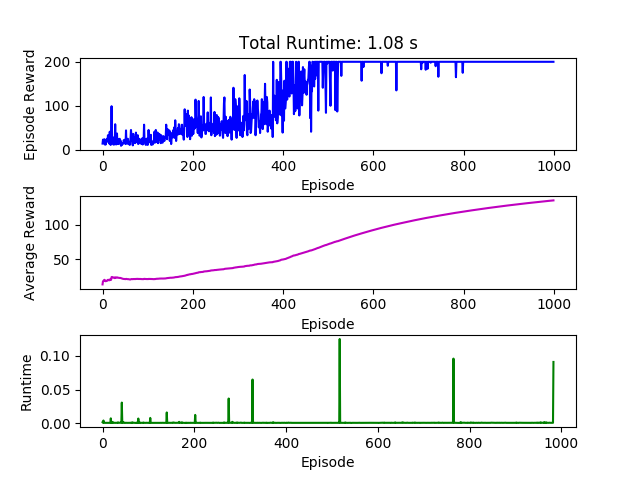 Total Runtime: 1.08 s
200
100
0
Episode Reward
0 200 400 600 800 1000
Episode
100
50
Average Reward
0 200 400 600 800 1000
Episode
0.10
0.05
0.00
Runtime
0 200 400 600 800 1000
Episode